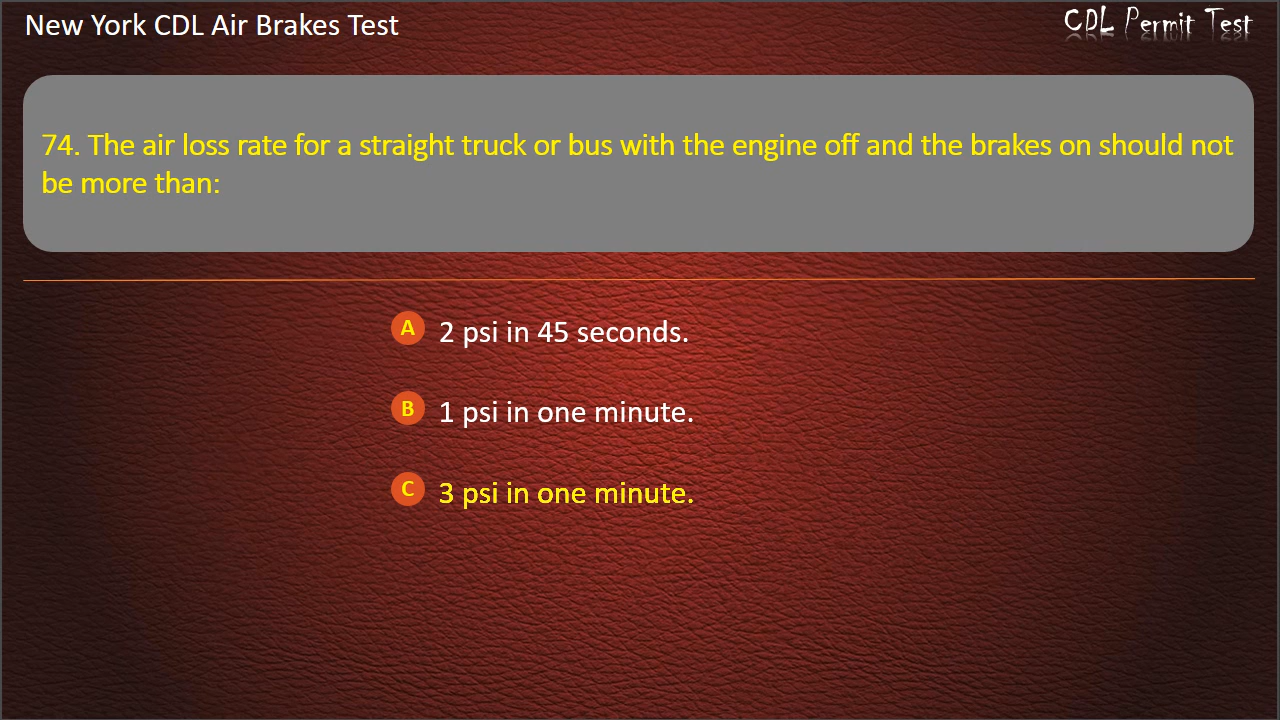 New York CDL Air Brakes Test
CDL Permit Test
74. The air loss rate for a straight truck or bus with the engine off and the brakes on should not
be more than:
A 2 psi in 45 seconds.
B 1 psi in one minute.
C 3 psi in one minute.